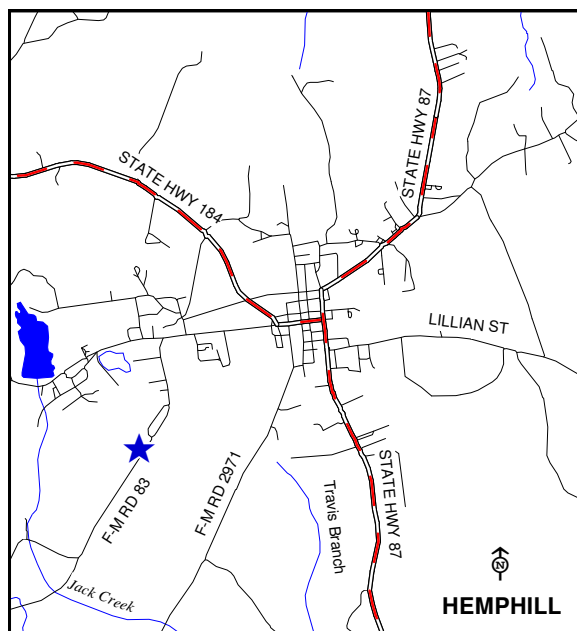 STATE HWY 87
STATE HWY 184
LILLIAN ST
F-M RD 83
F-M RD 2971
STATE HWY 87
Travis Branch
Jack Creek
N
HEMPHILL